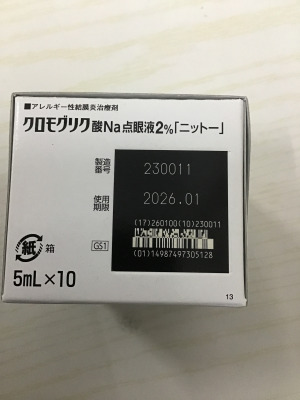 ■アレルギー性結膜炎治療剤
クロモグリク酸Na点眼液2%「ニットー」
製造番号 230011
使用期限 2026.01
(17)260100(10)230011
紙 箱 GS1
(01)14987497305128
5mL×10
13